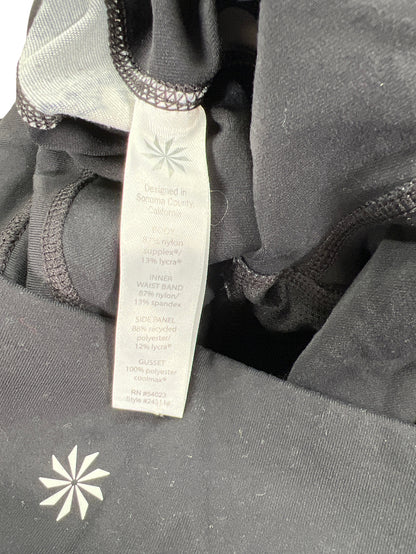 Designed in
Sonoma County,
California
BODY
87% nylon
supplex®/
13% lycra®
INNER
WAIST BAND
87% nylon/
13% spandex
SIDE PANEL
88% recycled
polyester/
12% lycra®
GUSSET
100% polyester
coolmax®
RN #54023
Style